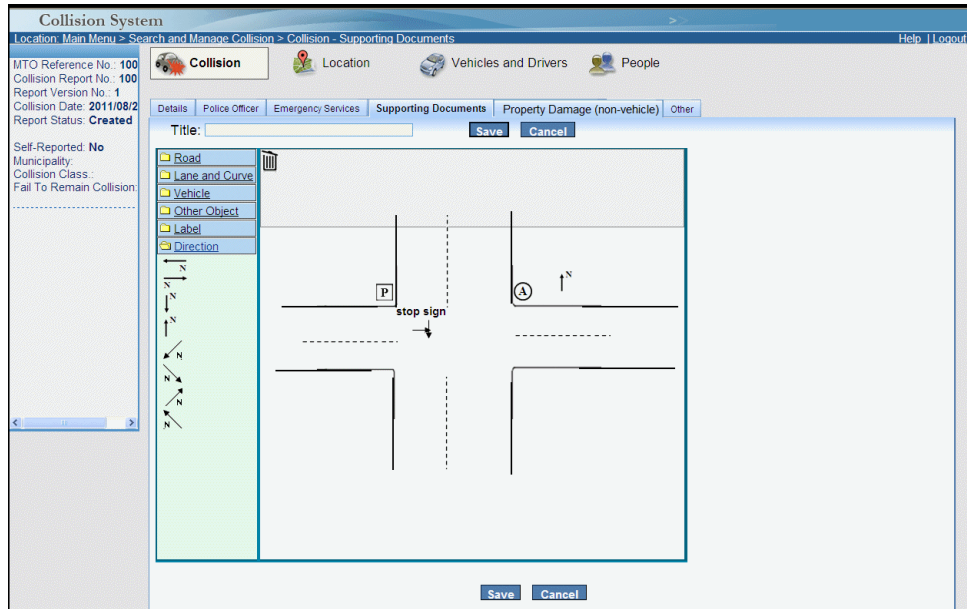 Collision System
>
Location: Main Menu > Search and Manage Collision > Collision - Supporting Documents
Help | Logout
MTO Reference No.: 100
Collision Report No.: 100
Report Version No.: 1
Collision Date: 2011/08/2
Report Status: Created
Self-Reported: No
Municipality:
Collision Class.:
Fail To Remain Collision:
Collision
Location
Vehicles and Drivers
People
Details
Police Officer
Emergency Services
Supporting Documents
Property Damage (non-vehicle)
Other
Title:
Save
Cancel
Road
Lane and Curve
Vehicle
Other Object
Label
Direction
N
N
N
N
N
N
N
N
P
A
N
stop sign
Save
Cancel